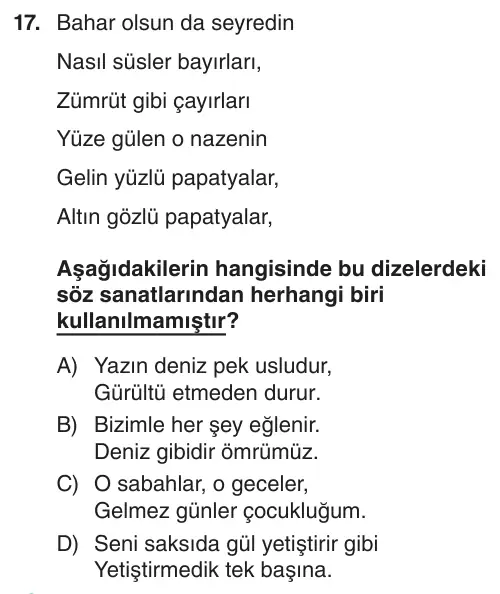 17. Bahar olsun da seyredin
Nasıl süsler bayırları,
Zümrüt gibi çayırları
Yüze gülen o nazenin
Gelin yüzlü papatyalar,
Altın gözlü papatyalar,
Aşağıdakilerin hangisinde bu dizelerdeki
söz sanatlarından herhangi biri
kullanılmamıştır?
A) Yazın deniz pek usludur,
Gürültü etmeden durur.
B) Bizimle her şey eğlenir.
Deniz gibidir ömrümüz.
C) O sabahlar, o geceler,
Gelmez günler çocukluğum.
D) Seni saksıda gül yetiştirir gibi
Yetiştirmedik tek başına.